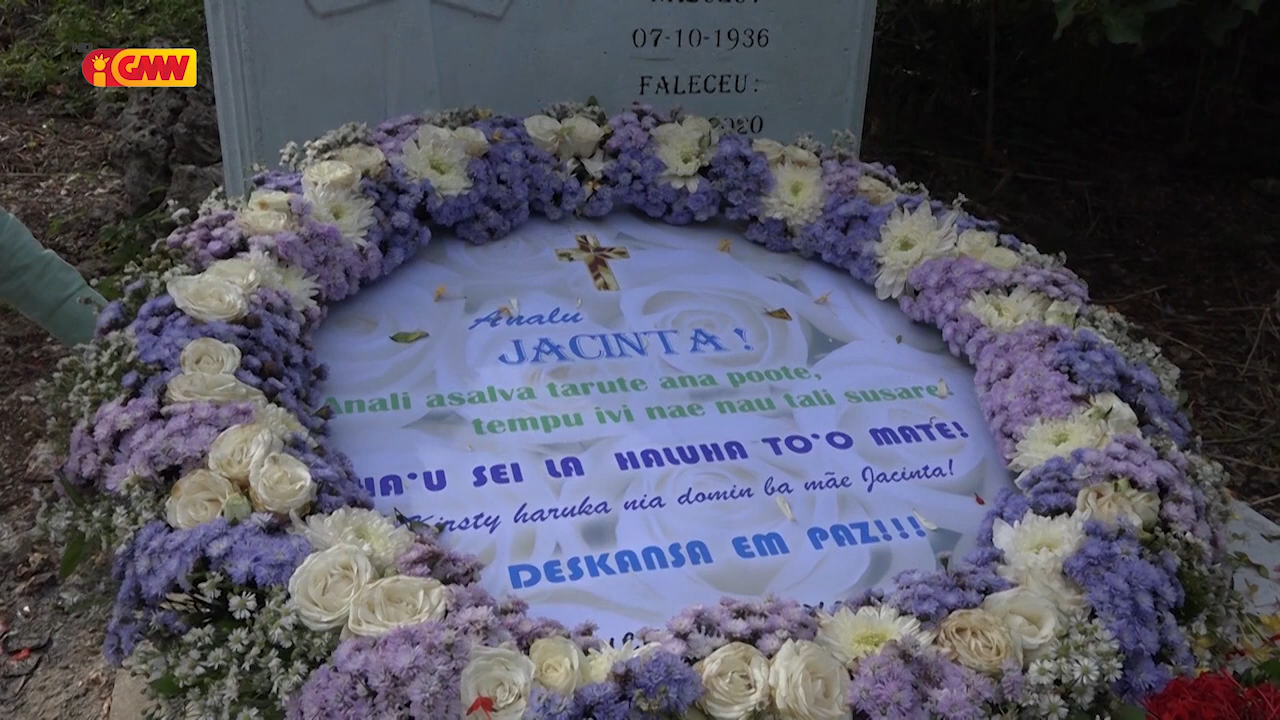 GMW
07-10-1936
FALECEU:
Analu
JACINTA!
Anali asalva tarute ana poote,
tempu ivi nae nau tali susare.
HA'U SEI LA HALUHA TO'O MATE!
Kirsty haruka nia domin ba mãe Jacinta!
DESKANSA EM PAZ!!!